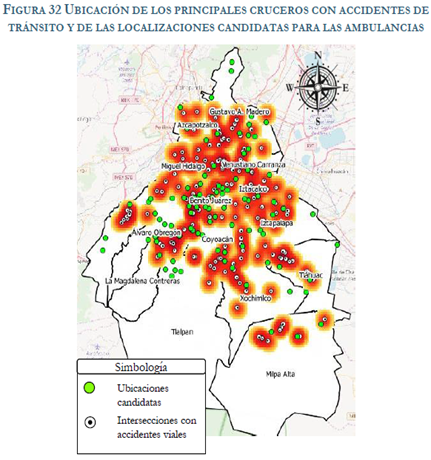 FIGURA 32 UBICACIÓN DE LOS PRINCIPALES CRUCEROS CON ACCIDENTES DE
TRÁNSITO Y DE LAS LOCALIZACIONES CANDIDATAS PARA LAS AMBULANCIAS
N
W E
S
Gustavo A. Madero
Azcapotzalco
Miguel Hidalgo
Venustiano Carranza
Iztacalco
Benito Juárez
Iztapalapa
Alvaro Obregón
Coyoacán
La Magdalena Contreras
Tláhuac
Xochimilco
Tlalpan
Milpa Alta
Simbología
Ubicaciones
candidatas
Intersecciones con
accidentes viales